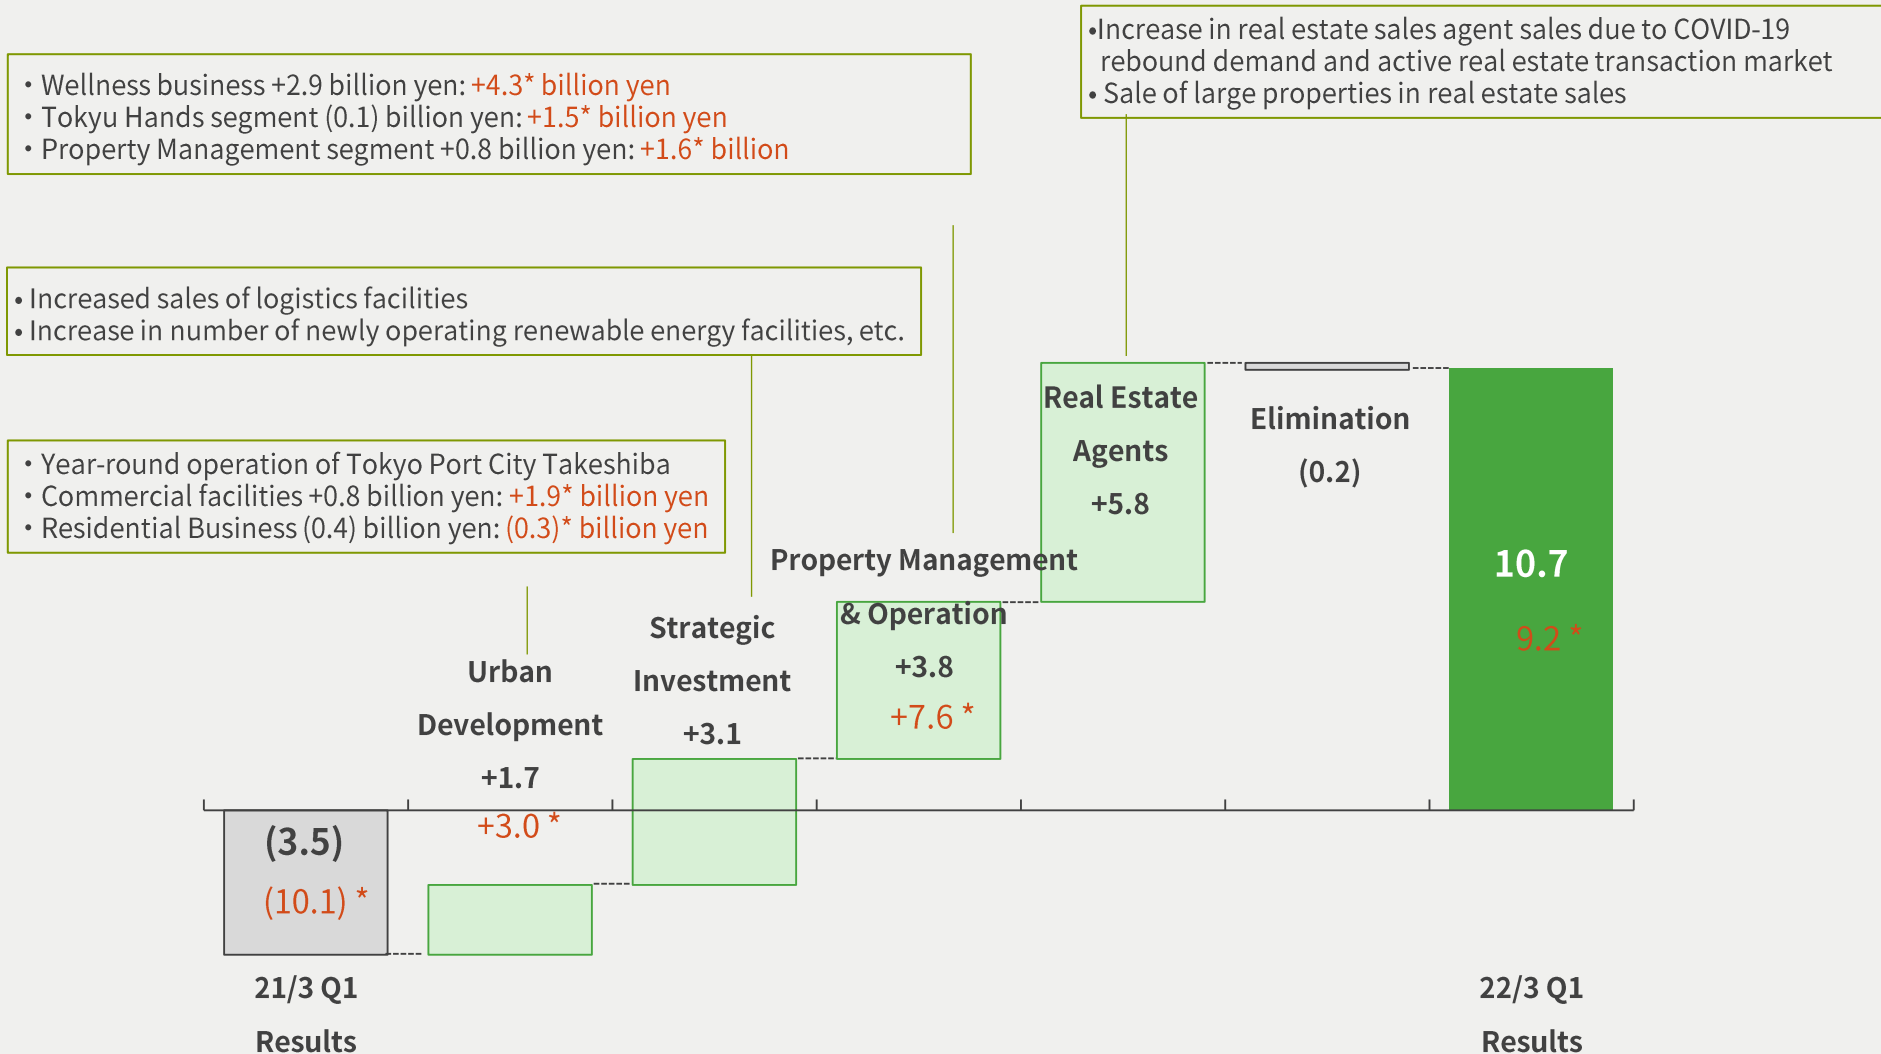 •Increase in real estate sales agent sales due to COVID-19
rebound demand and active real estate transaction market
• Sale of large properties in real estate sales
・Wellness business +2.9 billion yen: +4.3* billion yen
・Tokyu Hands segment (0.1) billion yen: +1.5* billion yen
・Property Management segment +0.8 billion yen: +1.6* billion
• Increased sales of logistics facilities
• Increase in number of newly operating renewable energy facilities, etc.
・Year-round operation of Tokyo Port City Takeshiba
・Commercial facilities +0.8 billion yen: +1.9* billion yen
・Residential Business (0.4) billion yen: (0.3)* billion yen
(3.5)
(10.1) *
21/3 Q1
Results
Urban
Development
+1.7
+3.0 *
Strategic
Investment
+3.1
Property Management
& Operation
+3.8
+7.6 *
Real Estate
Agents
+5.8
Elimination
(0.2)
10.7
9.2 *
22/3 Q1
Results